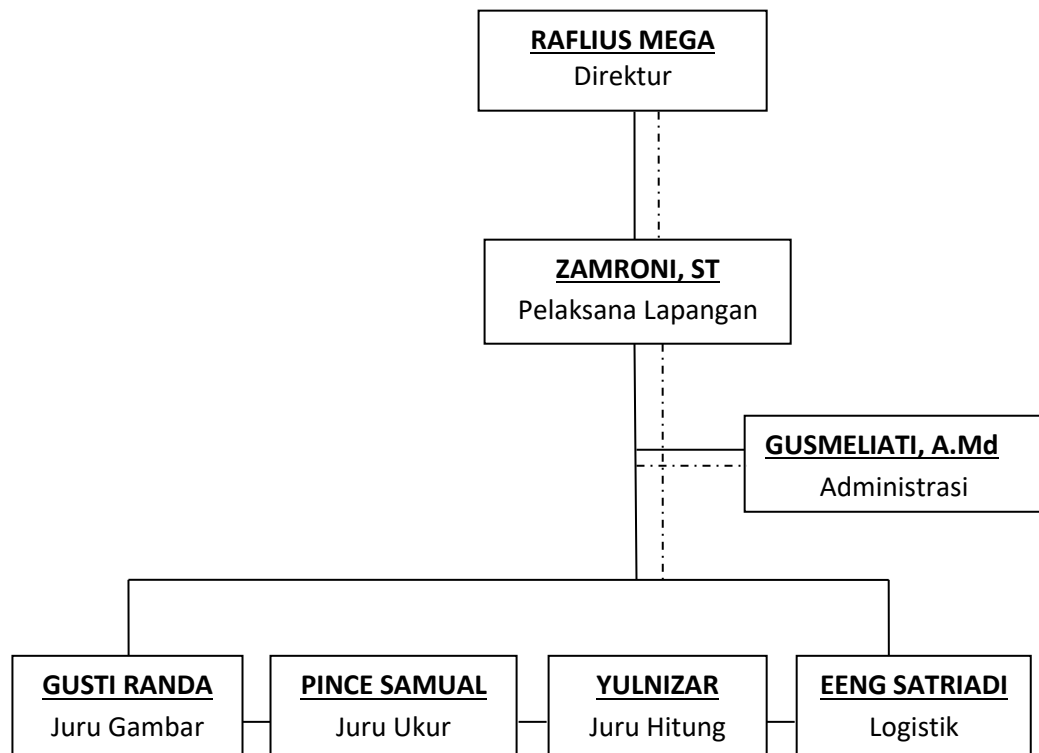 RAFLIUS MEGA
Direktur
ZAMRONI, ST
Pelaksana Lapangan
GUSMELIATI, A.Md
Administrasi
GUSTI RANDA
Juru Gambar
PINCE SAMUAL
Juru Ukur
YULNIZAR
Juru Hitung
EENG SATRIADI
Logistik